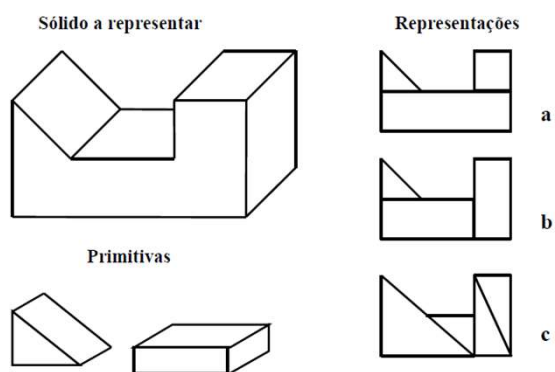 Sólido a representar
Representações
a
b
Primitivas
c